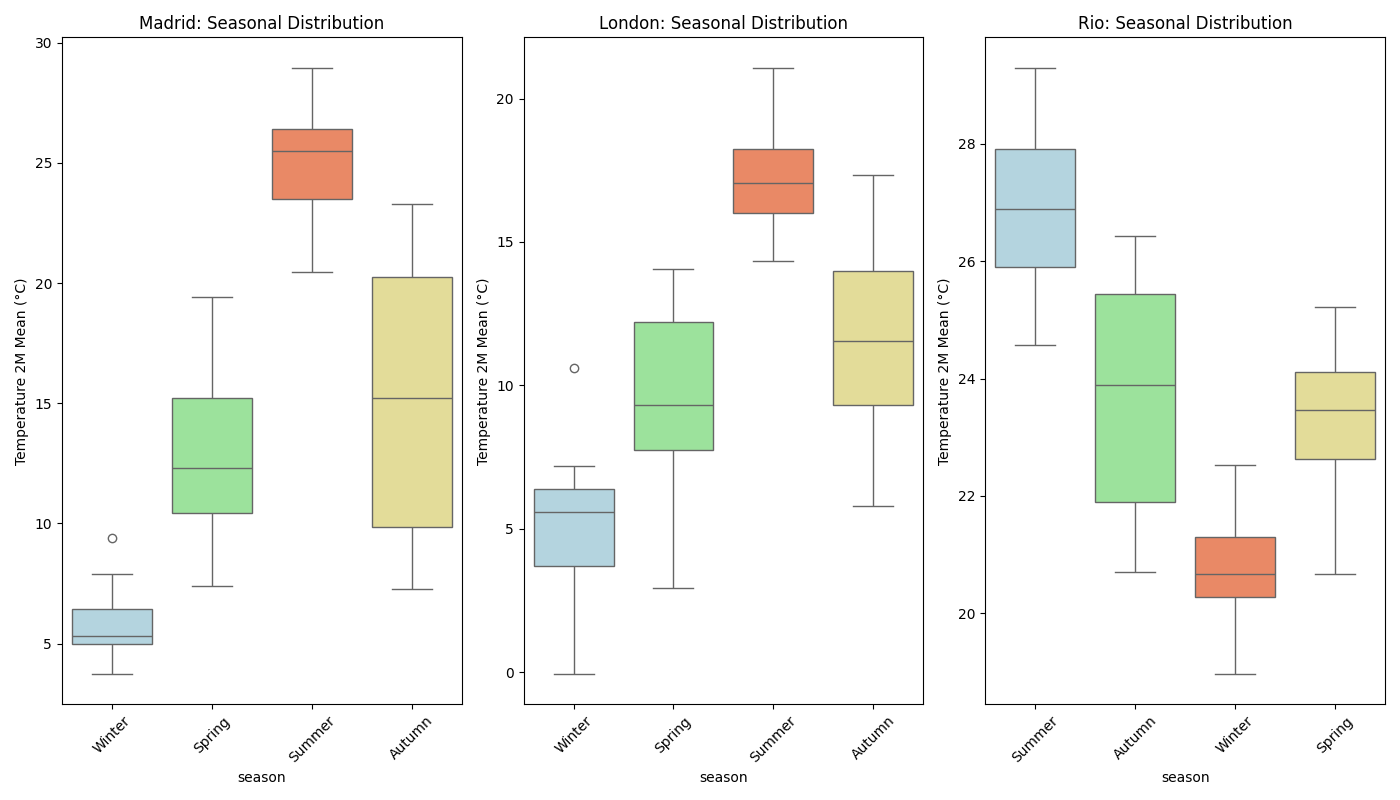 Madrid: Seasonal Distribution
Temperature 2M Mean (°C)
30
25
20
15
10
5
Winter
Spring
Summer
Autumn
season
London: Seasonal Distribution
Temperature 2M Mean (°C)
20
15
10
5
0
Winter
Spring
Summer
Autumn
season
Rio: Seasonal Distribution
Temperature 2M Mean (°C)
28
26
24
22
20
Summer
Autumn
Winter
Spring
season